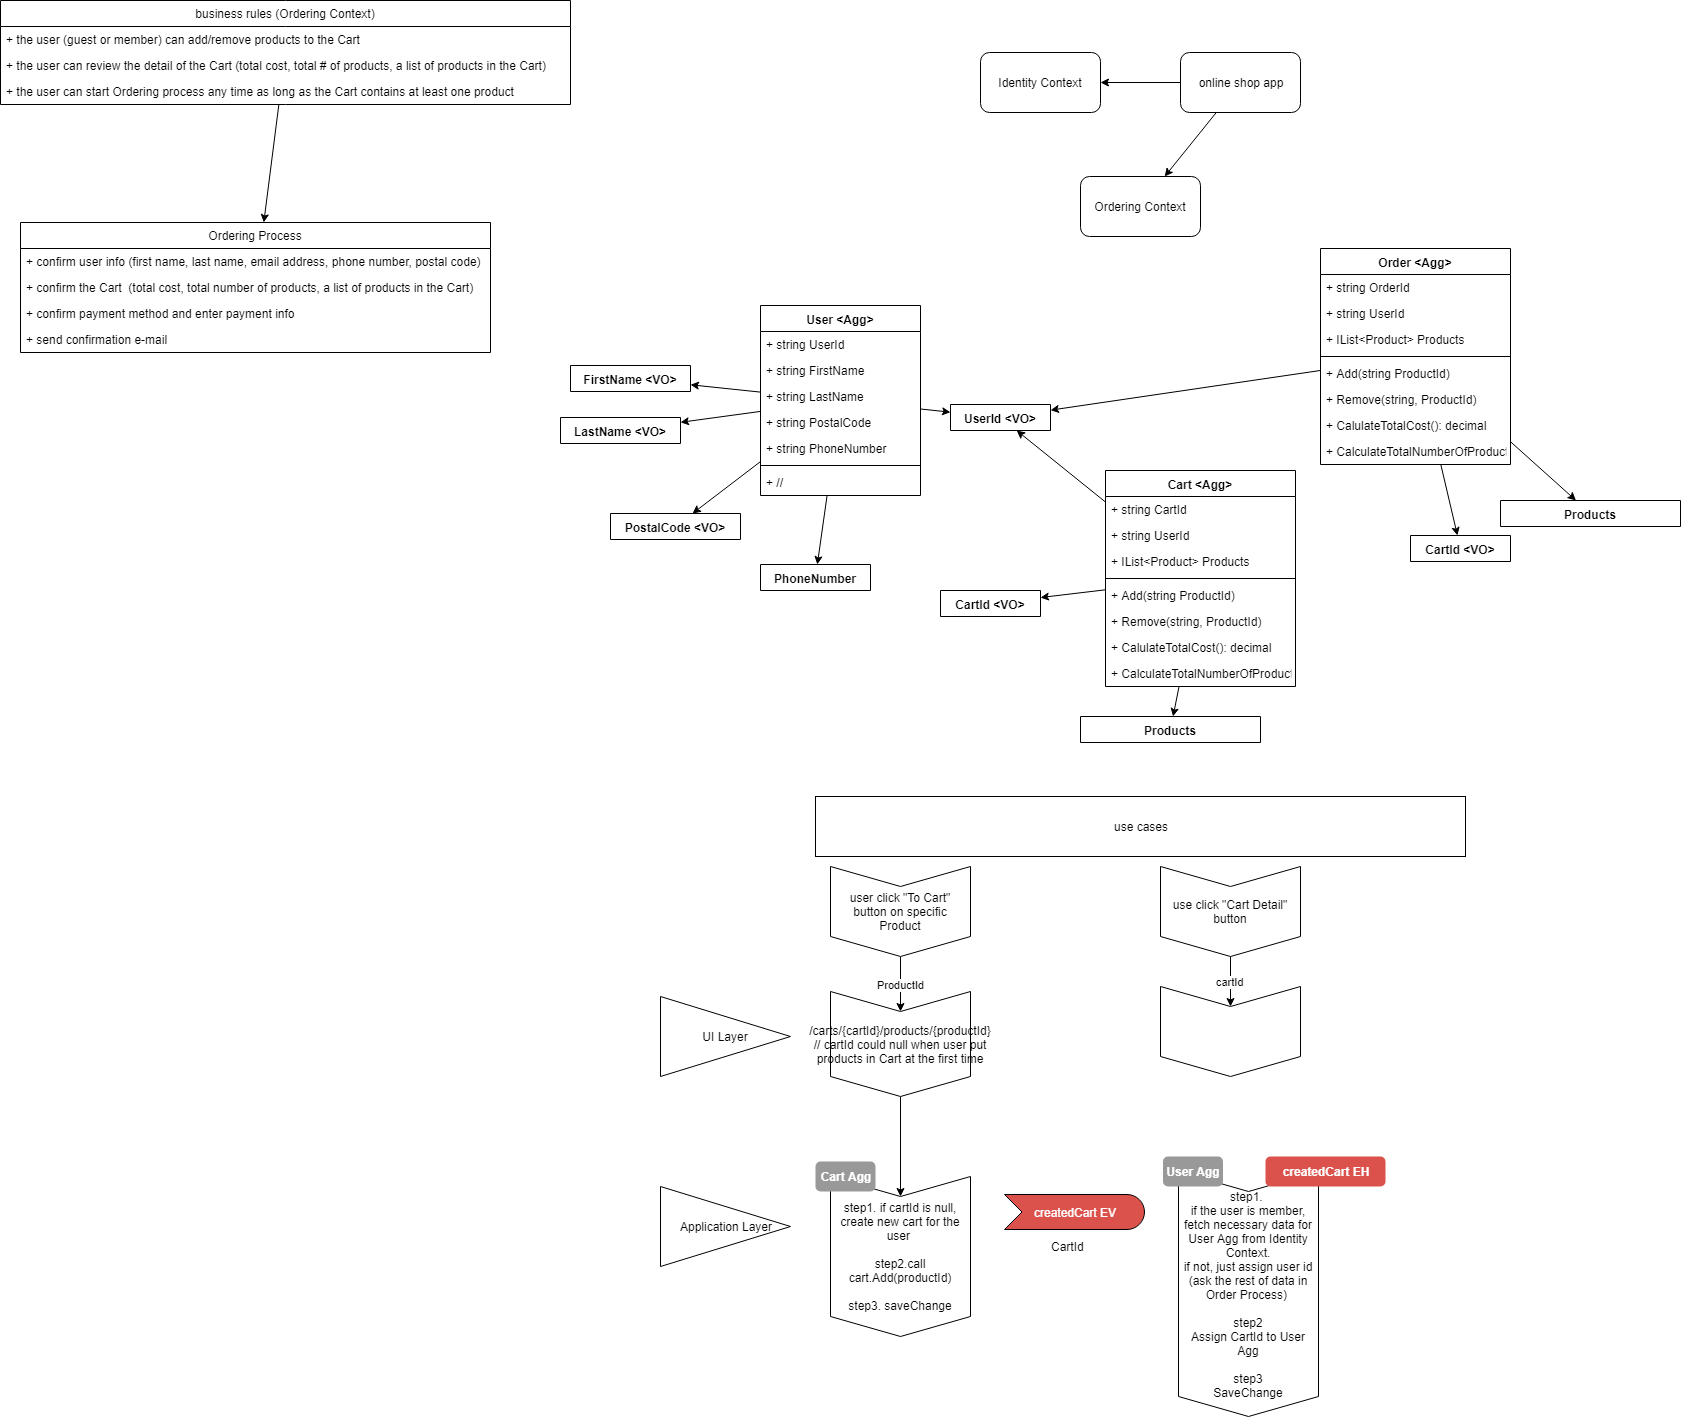 business rules (Ordering Context)
+ the user (guest or member) can add/remove products to the Cart
+ the user can review the detail of the Cart (total cost, total # of products, a list of products in the Cart)
+ the user can start Ordering process any time as long as the Cart contains at least one product
Ordering Process
+ confirm user info (first name, last name, email address, phone number, postal code)
+ confirm the Cart  (total cost, total number of products, a list of products in the Cart)
+ confirm payment method and enter payment info
+ send confirmation e-mail
Identity Context
online shop app
Ordering Context
User <Agg>
+ string UserId
+ string FirstName
+ string LastName
+ string PostalCode
+ string PhoneNumber
+ //
FirstName <VO>
LastName <VO>
PostalCode <VO>
PhoneNumber
UserId <VO>
Order <Agg>
+ string OrderId
+ string UserId
+ IList<Product> Products
+ Add(string ProductId)
+ Remove(string, ProductId)
+ CalulateTotalCost(): decimal
+ CalculateTotalNumberOfProduct
Products
CartId <VO>
Cart <Agg>
+ string CartId
+ string UserId
+ IList<Product> Products
+ Add(string ProductId)
+ Remove(string, ProductId)
+ CalulateTotalCost(): decimal
+ CalculateTotalNumberOfProduct
CartId <VO>
Products
use cases
user click "To Cart"
button on specific
Product
ProductId
UI Layer
/carts/{cartId}/products/{productId}
// cartId could null when user put
products in Cart at the first time
use click "Cart Detail"
button
cartId
Application Layer
Cart Agg
step1. if cartId is null,
create new cart for the
user
step2.call
cart.Add(productId)
step3. saveChange
createdCart EV
CartId
User Agg
createdCart EH
step1.
if the user is member,
fetch necessary data for
User Agg from Identity
Context.
if not, just assign user id
(ask the rest of data in
Order Process)
step2
Assign CartId to User
Agg
step3
SaveChange